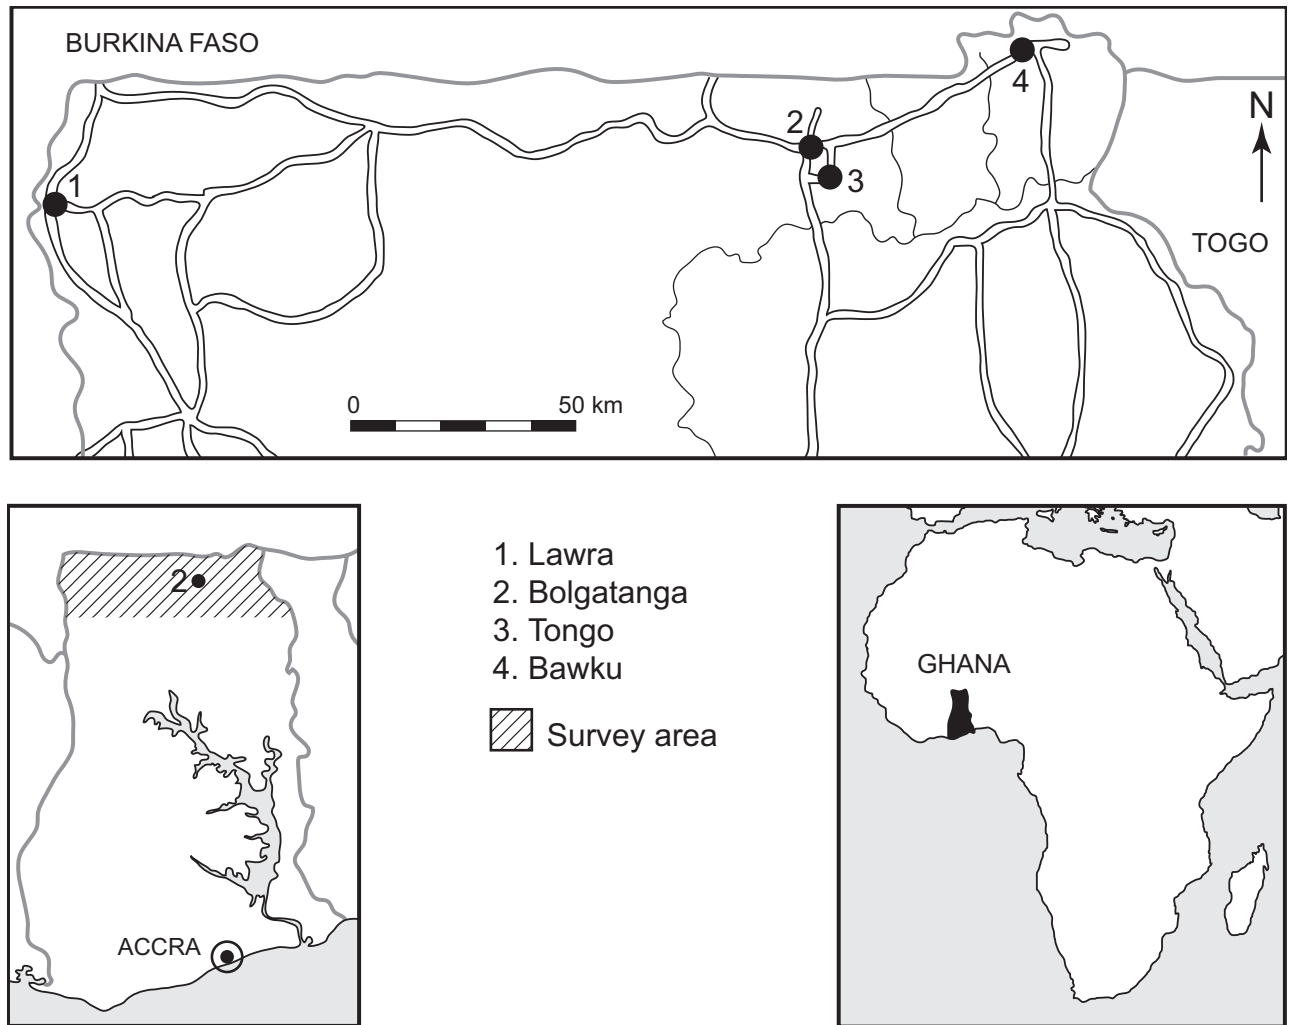 BURKINA FASO
4
N
2
1
3
TOGO
0 50 km
2
1. Lawra
2. Bolgatanga
3. Tongo
4. Bawku
Survey area
GHANA
ACCRA